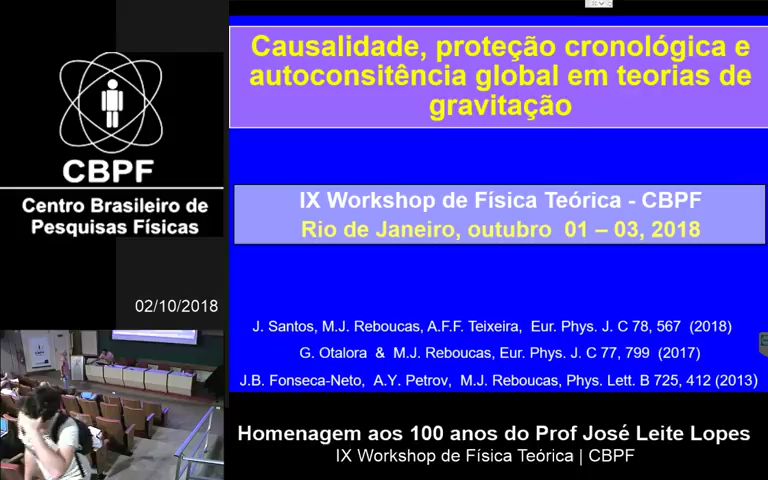 Causalidade, proteção cronológica e
autoconsitência global em teorias de
gravitação
CBPF
Centro Brasileiro de
Pesquisas Físicas
IX Workshop de Física Teórica - CBPF
Rio de Janeiro, outubro 01 – 03, 2018
02/10/2018
J. Santos, M.J. Reboucas, A.F.F. Teixeira, Eur. Phys. J. C 78, 567 (2018)
G. Otalora & M.J. Reboucas, Eur. Phys. J. C 77, 799 (2017)
J.B. Fonseca-Neto, A.Y. Petrov, M.J. Reboucas, Phys. Lett. B 725, 412 (2013)
Homenagem aos 100 anos do Prof José Leite Lopes
IX Workshop de Física Teórica | CBPF